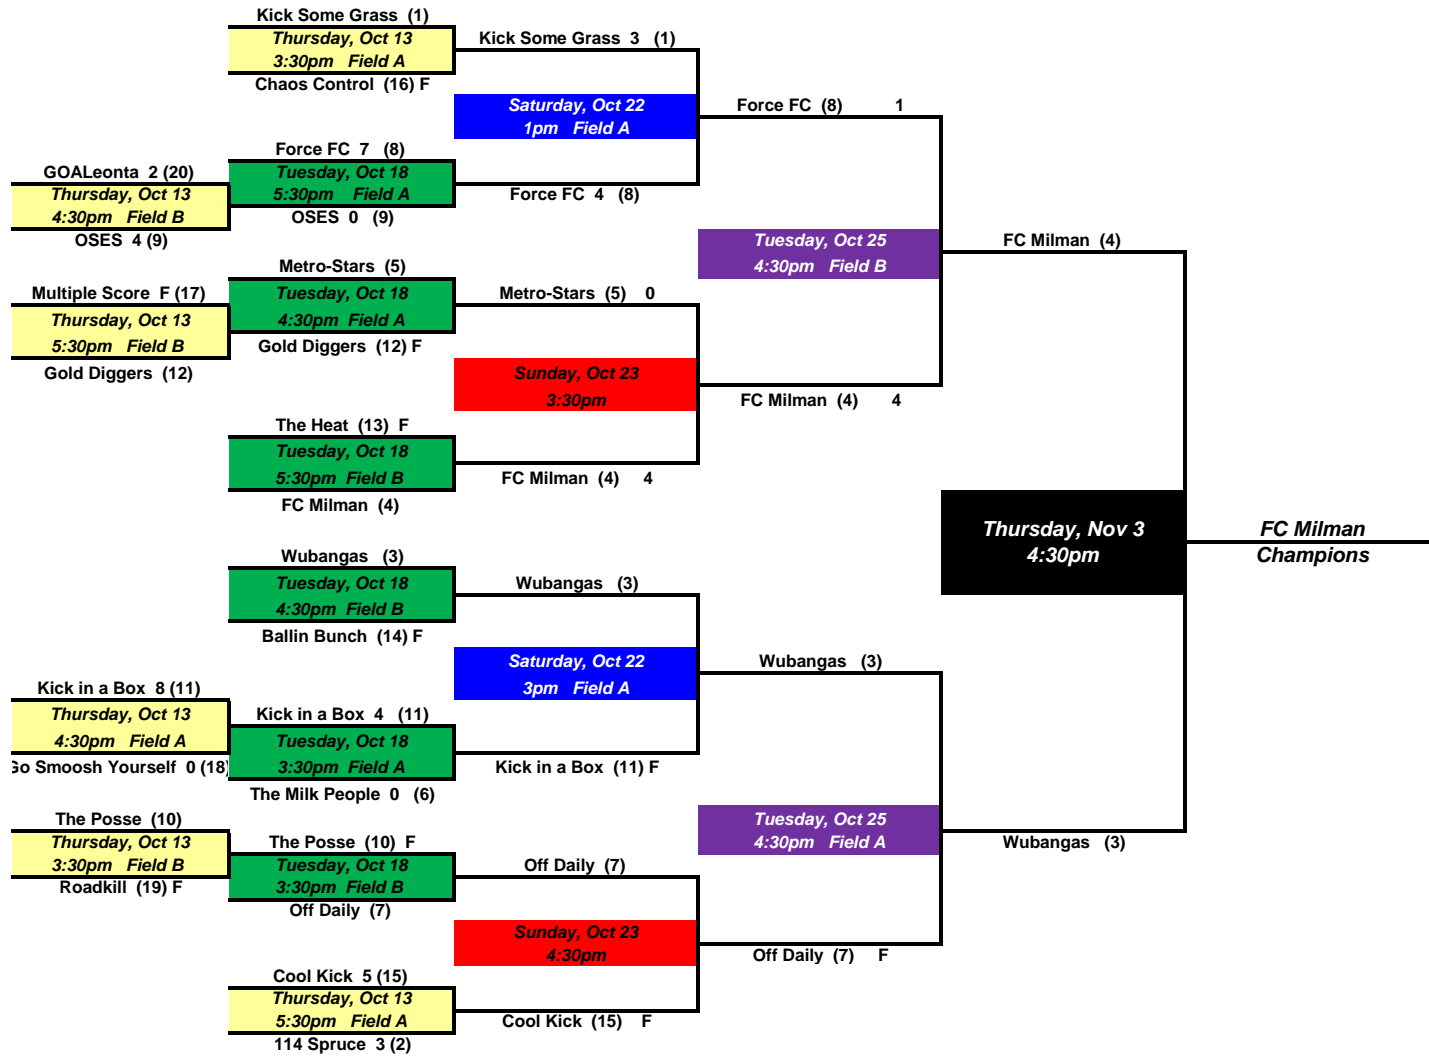 Kick Some Grass (1)
Thursday, Oct 13
3:30pm Field A
Chaos Control (16) F
Kick Some Grass 3 (1)
Saturday, Oct 22
1pm Field A
Force FC (8) 1
Force FC 7 (8)
GOALeonta 2 (20)
Tuesday, Oct 18
5:30pm Field A
Thursday, Oct 13
4:30pm Field B
Force FC 4 (8)
OSES 0 (9)
OSES 4 (9)
Tuesday, Oct 25
4:30pm Field B
FC Milman (4)
Metro-Stars (5)
Multiple Score F (17)
Tuesday, Oct 18
4:30pm Field A
Metro-Stars (5) 0
Thursday, Oct 13
5:30pm Field B
Gold Diggers (12) F
Gold Diggers (12)
Sunday, Oct 23
3:30pm
FC Milman (4) 4
The Heat (13) F
Tuesday, Oct 18
5:30pm Field B
FC Milman (4) 4
FC Milman (4)
Thursday, Nov 3
4:30pm
FC Milman
Champions
Wubangas (3)
Tuesday, Oct 18
4:30pm Field B
Wubangas (3)
Ballin Bunch (14) F
Saturday, Oct 22
3pm Field A
Wubangas (3)
Kick in a Box 8 (11)
Thursday, Oct 13
4:30pm Field A
Kick in a Box 4 (11)
Tuesday, Oct 18
3:30pm Field A
Go Smoosh Yourself 0 (18)
Kick in a Box (11) F
The Milk People 0 (6)
The Posse (10)
Thursday, Oct 13
3:30pm Field B
Tuesday, Oct 25
4:30pm Field A
Wubangas (3)
The Posse (10) F
Tuesday, Oct 18
3:30pm Field B
Off Daily (7)
Roadkill (19) F
Off Daily (7)
Sunday, Oct 23
4:30pm
Off Daily (7) F
Cool Kick 5 (15)
Thursday, Oct 13
5:30pm Field A
Cool Kick (15) F
114 Spruce 3 (2)